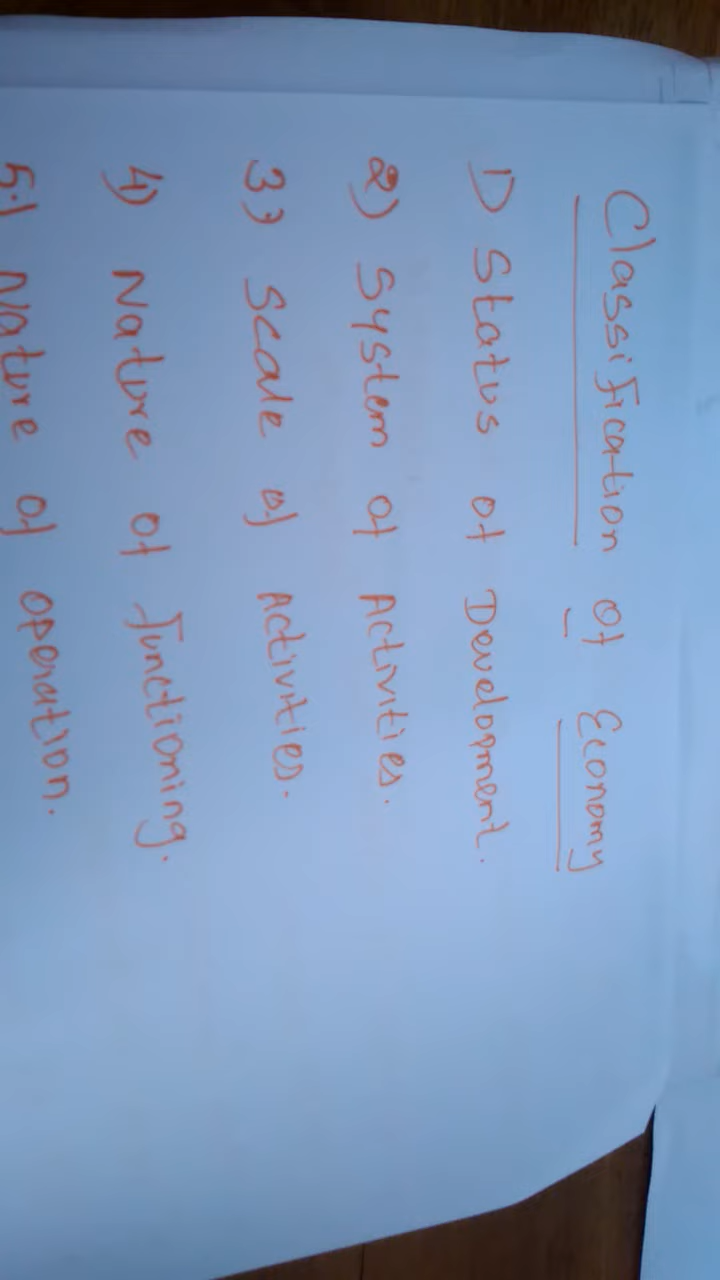 Classification of Economy
1) Status of Development.
2) System of Activities.
3) Scale of Activities.
4) Nature of functioning.
5.) Nature of operation.